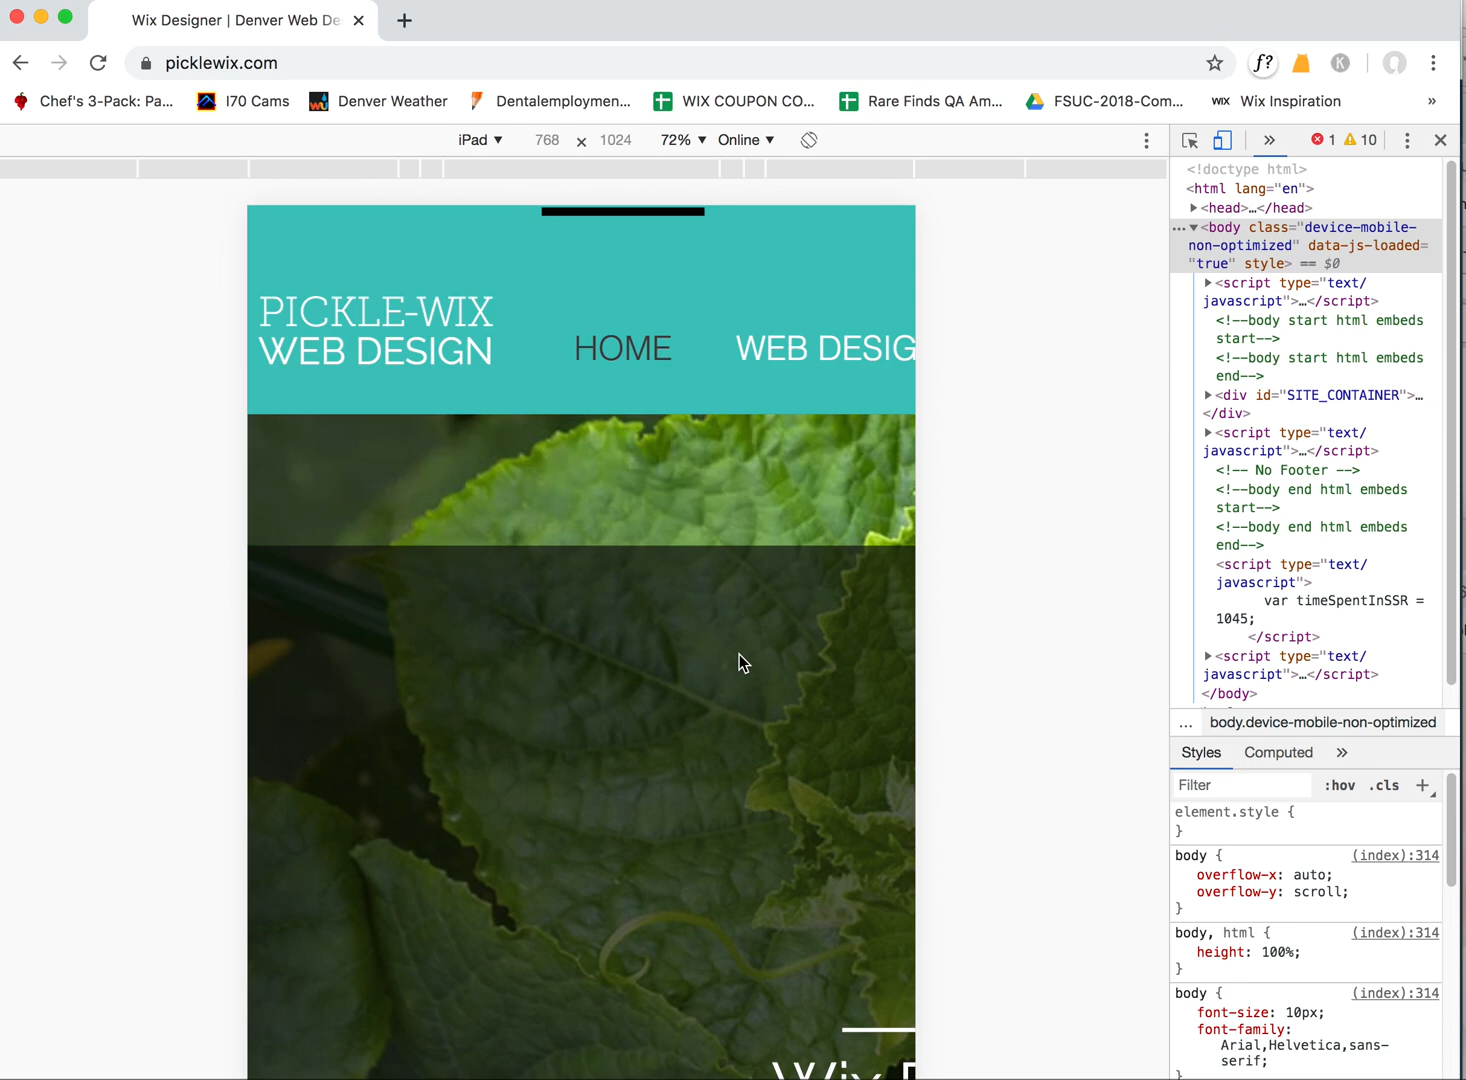 Wix Designer | Denver Web De
picklewix.com
f?
K
Chef's 3-Pack: Pa...
I70 Cams
Denver Weather
Dentalemploymen...
WIX COUPON CO...
Rare Finds QA Am...
FSUC-2018-Com...
WIX Wix Inspiration
»
iPad ▼ 768 × 1024 72% ▼ Online ▼
» 1 10
<!doctype html>
<html lang="en">
▶<head>…</head>
…▼<body class="device-mobile-
non-optimized" data-js-loaded=
"true" style> == $0
▶<script type="text/
javascript">…</script>
<!--body start html embeds
start-->
<!--body start html embeds
end-->
▶<div id="SITE_CONTAINER">…
</div>
▶<script type="text/
javascript">…</script>
<!-- No Footer -->
<!--body end html embeds
start-->
<!--body end html embeds
end-->
<script type="text/
javascript">
var timeSpentInSSR =
1045;
</script>
▶<script type="text/
javascript">…</script>
</body>
... body.device-mobile-non-optimized
Styles Computed »
Filter :hov .cls +
element.style {
}
body { (index):314
overflow-x: auto;
overflow-y: scroll;
}
body, html { (index):314
height: 100%;
}
body { (index):314
font-size: 10px;
font-family:
Arial,Helvetica,sans-
serif;
}
PICKLE-WIX
WEB DESIGN
HOME
WEB DESIG
Wix